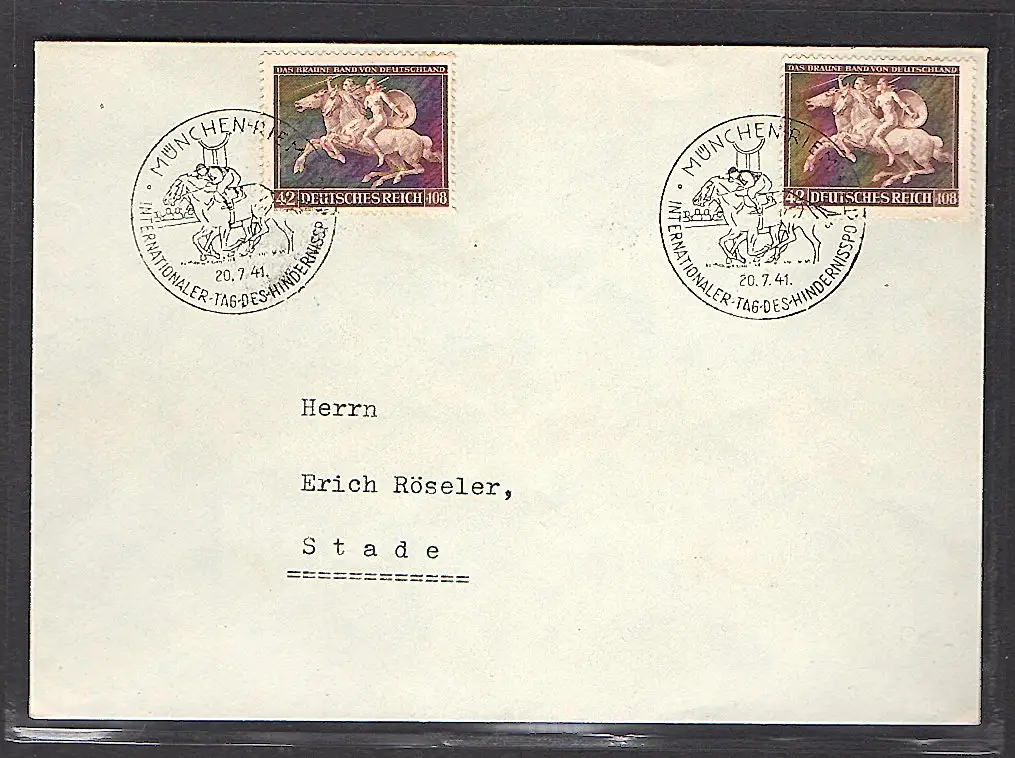 DAS BRAUNE BAND VON DEUTSCHLAND
42 DEUTSCHES REICH +108
DAS BRAUNE BAND VON DEUTSCHLAND
42 DEUTSCHES REICH +108
MÜNCHEN-RIEM
20.7.41.
INTERNATIONALER-TAG-DES-HINDERNISSPO
MÜNCHEN-RIEM
20.7.41.
INTERNATIONALER-TAG-DES-HINDERNISSPO
Herrn
Erich Röseler,
Stade
============